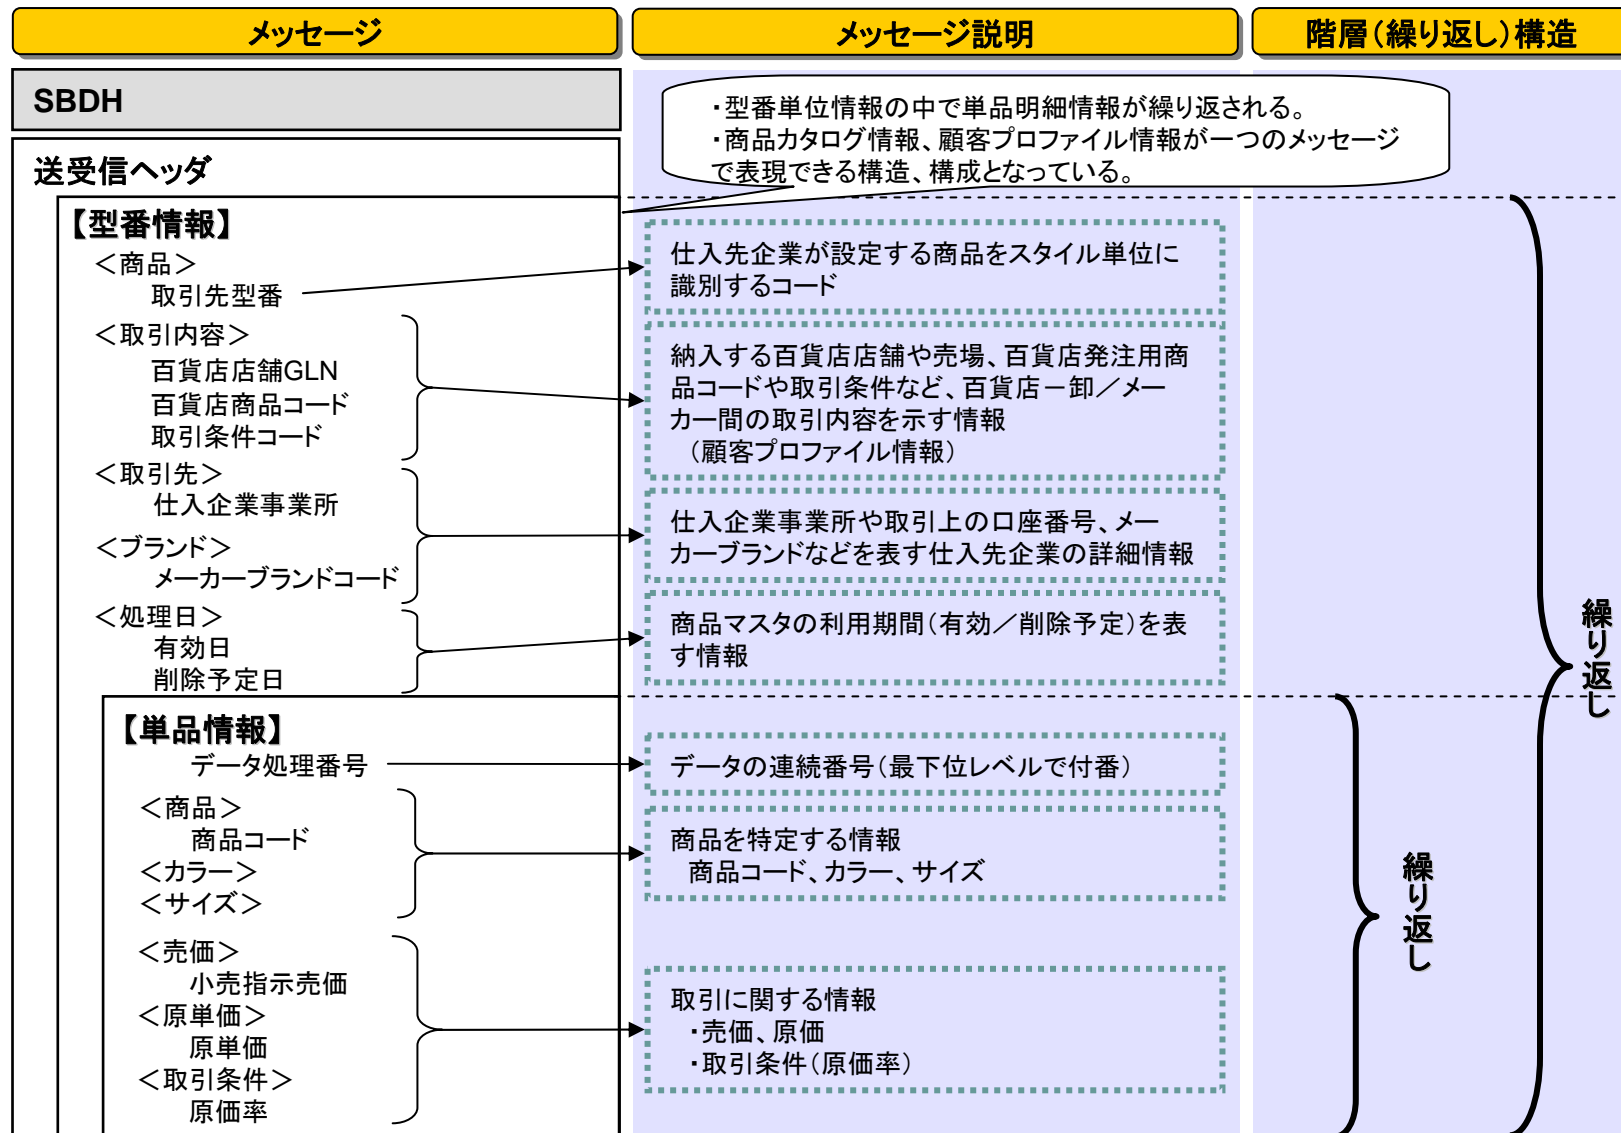 メッセージ
メッセージ説明
階層(繰り返し)構造
SBDH
・型番単位情報の中で単品明細情報が繰り返される。
・商品カタログ情報、顧客プロファイル情報が一つのメッセージ
で表現できる構造、構成となっている。
送受信ヘッダ
【型番情報】
＜商品＞
取引先型番
仕入先企業が設定する商品をスタイル単位に
識別するコード
＜取引内容＞
百貨店店舗GLN
百貨店商品コード
取引条件コード
納入する百貨店店舗や売場、百貨店発注用商
品コードや取引条件など、百貨店－卸／メー
カー間の取引内容を示す情報
（顧客プロファイル情報）
＜取引先＞
仕入企業事業所
＜ブランド＞
メーカーブランドコード
仕入企業事業所や取引上の口座番号、メー
カーブランドなどを表す仕入先企業の詳細情報
＜処理日＞
有効日
削除予定日
商品マスタの利用期間（有効／削除予定）を表
す情報
繰り返し
【単品情報】
データ処理番号
データの連続番号（最下位レベルで付番）
＜商品＞
商品コード
＜カラー＞
＜サイズ＞
商品を特定する情報
商品コード、カラー、サイズ
繰り返し
＜売価＞
小売指示売価
＜原単価＞
原単価
＜取引条件＞
原価率
取引に関する情報
・売価、原価
・取引条件（原価率）